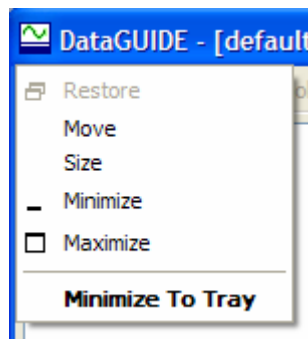 DataGUIDE - [default
Restore
Move
Size
Minimize
Maximize
Minimize To Tray